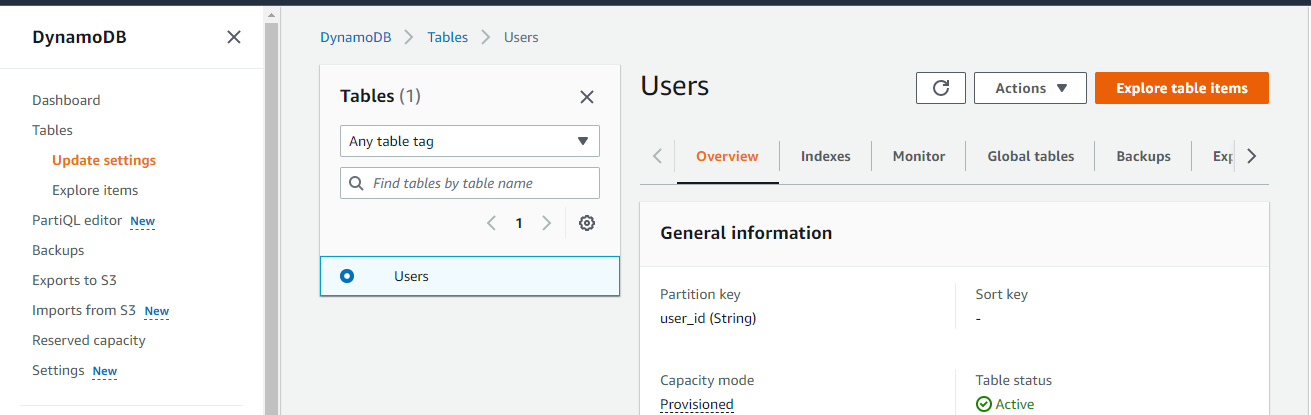 DynamoDB
Dashboard
Tables
Update settings
Explore items
PartiQL editor New
Backups
Exports to S3
Imports from S3 New
Reserved capacity
Settings New
DynamoDB Tables Users
Tables (1)
Any table tag
Find tables by table name
1
Users
Users
Actions
Explore table items
Overview Indexes Monitor Global tables Backups
General information
Partition key
user_id (String)
Sort key
-
Capacity mode
Provisioned
Table status
Active